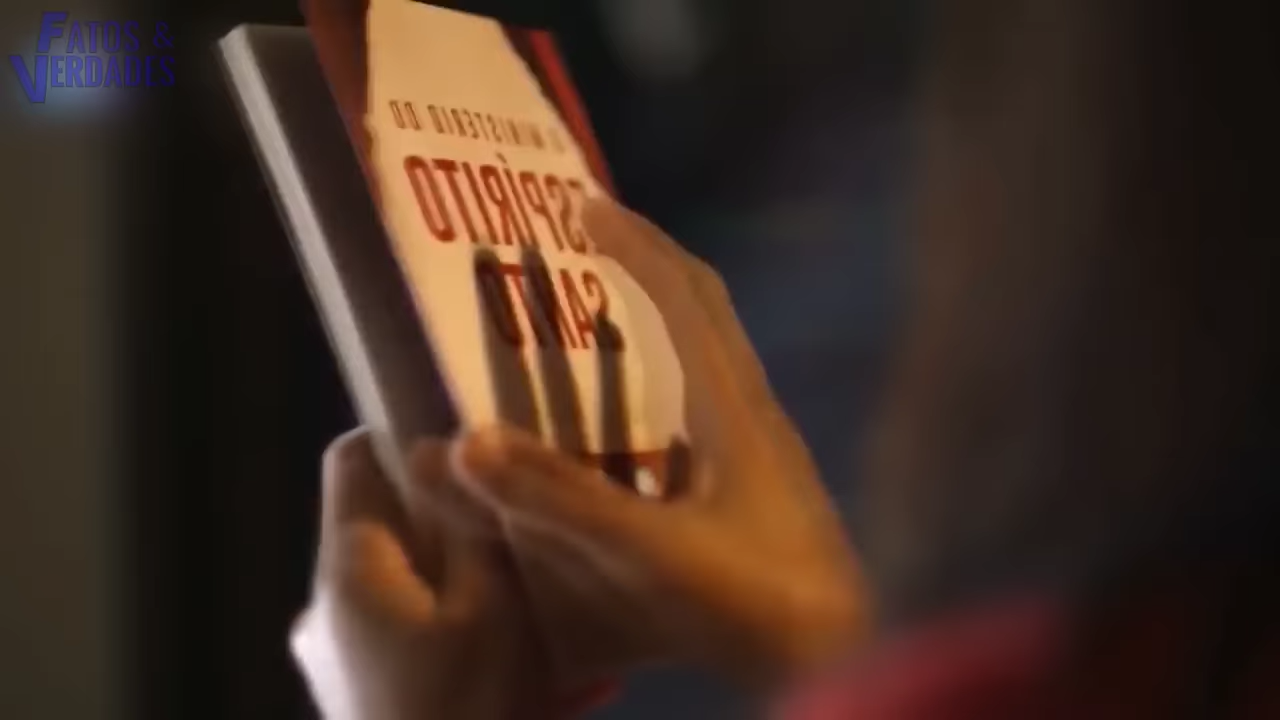 FATOS &
VERDADES
O MINISTÉRIO DO
ESPÍRITO
SANTO